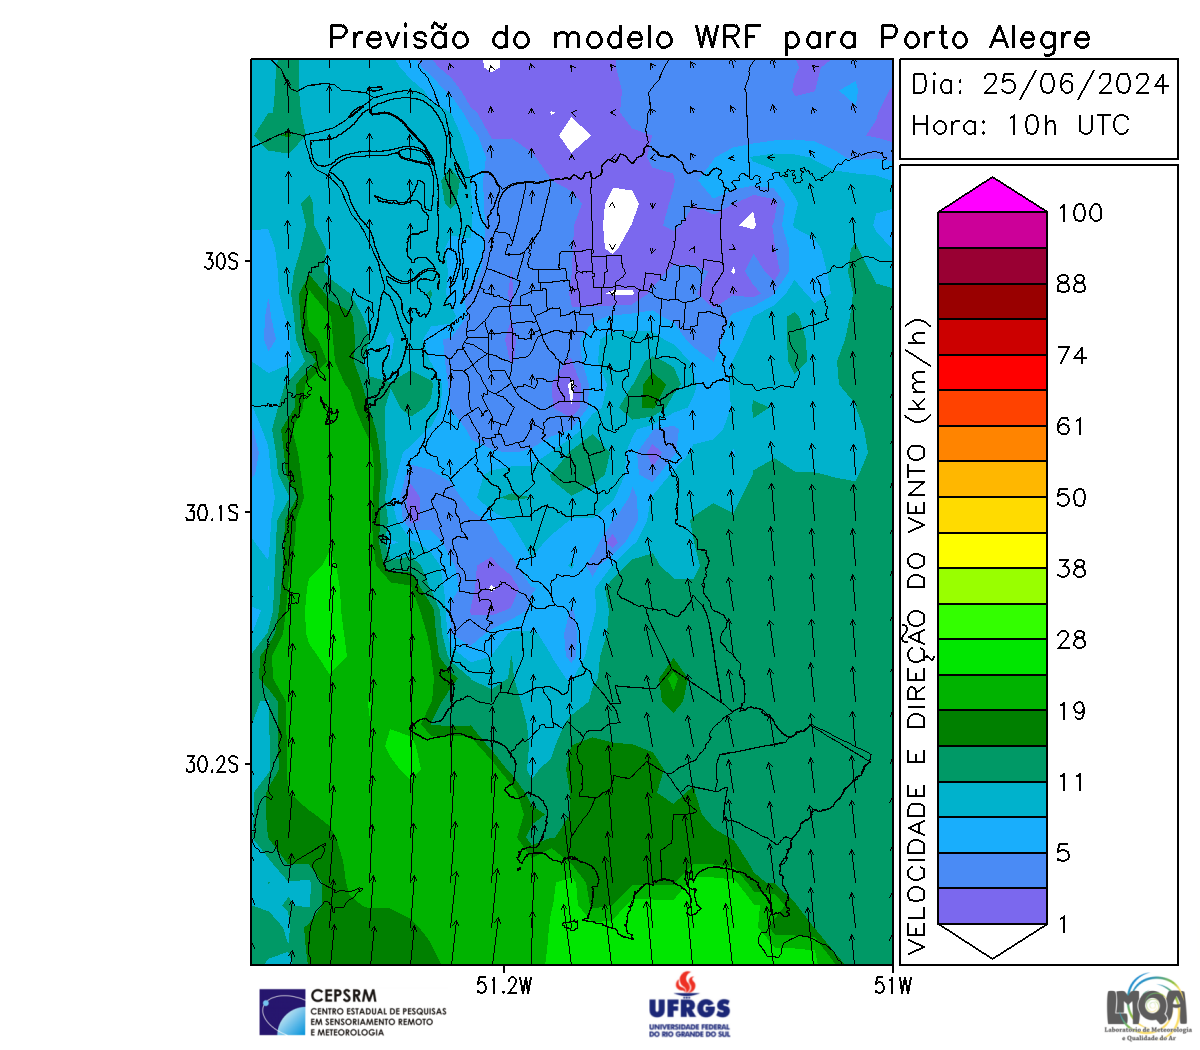 Previsão do modelo WRF para Porto Alegre
Dia: 25/06/2024
Hora: 10h UTC
30S
30.1S
30.2S
51.2W
51W
VELOCIDADE E DIREÇÃO DO VENTO (km/h)
100
88
74
61
50
38
28
19
11
5
1
CEPSRM
CENTRO ESTADUAL DE PESQUISAS
EM SENSORIAMENTO REMOTO
E METEOROLOGIA
UFRGS
UNIVERSIDADE FEDERAL
DO RIO GRANDE DO SUL
LMQA
Laboratório de Meteorologia
e Qualidade do Ar